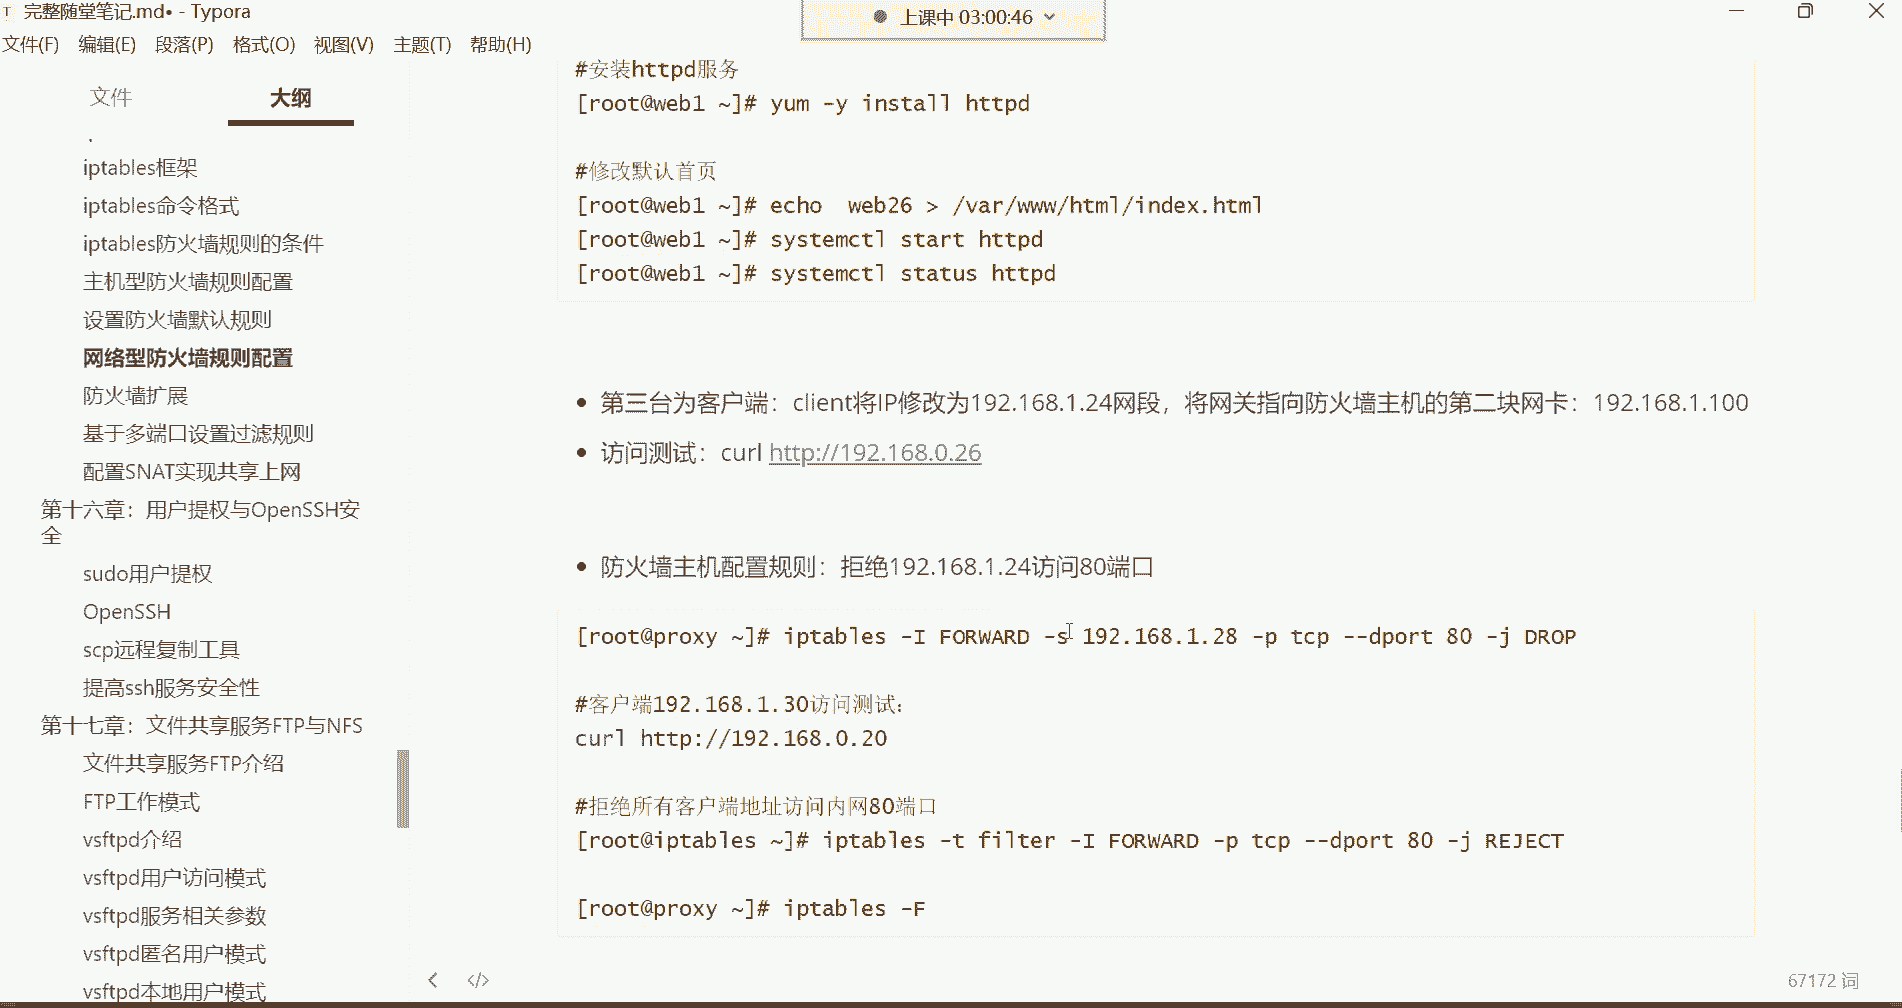 完整随堂笔记.md• - Typora
上课中 03:00:46
文件(F) 编辑(E) 段落(P) 格式(O) 视图(V) 主题(T) 帮助(H)
文件 大纲
iptables框架
iptables命令格式
iptables防火墙规则的条件
主机型防火墙规则配置
设置防火墙默认规则
网络型防火墙规则配置
防火墙扩展
基于多端口设置过滤规则
配置SNAT实现共享上网
第十六章：用户提权与OpenSSH安
全
sudo用户提权
OpenSSH
scp远程复制工具
提高ssh服务安全性
第十七章：文件共享服务FTP与NFS
文件共享服务FTP介绍
FTP工作模式
vsftpd介绍
vsftpd用户访问模式
vsftpd服务相关参数
vsftpd匿名用户模式
vsftpd本地用户模式
#安装httpd服务
[root@web1 ~]# yum -y install httpd
#修改默认首页
[root@web1 ~]# echo  web26 > /var/www/html/index.html
[root@web1 ~]# systemctl start httpd
[root@web1 ~]# systemctl status httpd
• 第三台为客户端：client将IP修改为192.168.1.24网段，将网关指向防火墙主机的第二块网卡：192.168.1.100
• 访问测试：curl http://192.168.0.26
• 防火墙主机配置规则：拒绝192.168.1.24访问80端口
[root@proxy ~]# iptables -I FORWARD -s 192.168.1.28 -p tcp --dport 80 -j DROP
#客户端192.168.1.30访问测试：
curl http://192.168.0.20
#拒绝所有客户端地址访问内网80端口
[root@iptables ~]# iptables -t filter -I FORWARD -p tcp --dport 80 -j REJECT
[root@proxy ~]# iptables -F
</>
67172 词